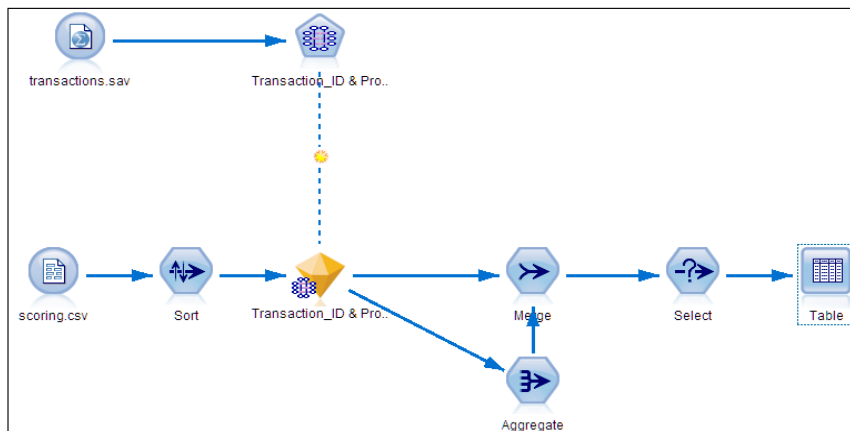 transactions.sav
Transaction_ID & Pro..
scoring.csv
Sort
Transaction_ID & Pro..
Merge
Select
Table
Aggregate